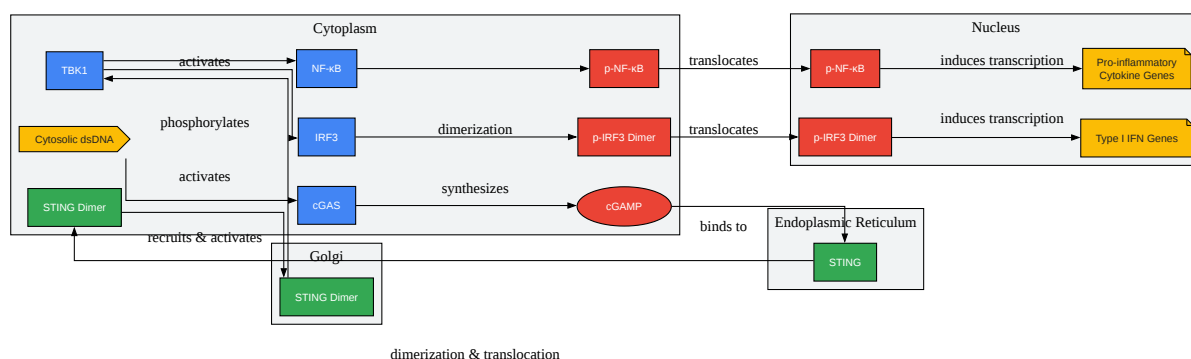 Cytoplasm
Nucleus
TBK1
activates
NF-κB
p-NF-κB
translocates
p-NF-κB
induces transcription
Pro-inflammatory
Cytokine Genes
Cytosolic dsDNA
phosphorylates
IRF3
dimerization
p-IRF3 Dimer
translocates
p-IRF3 Dimer
induces transcription
Type I IFN Genes
activates
STING Dimer
cGAS
synthesizes
cGAMP
binds to
Endoplasmic Reticulum
STING
recruits & activates
Golgi
STING Dimer
dimerization & translocation